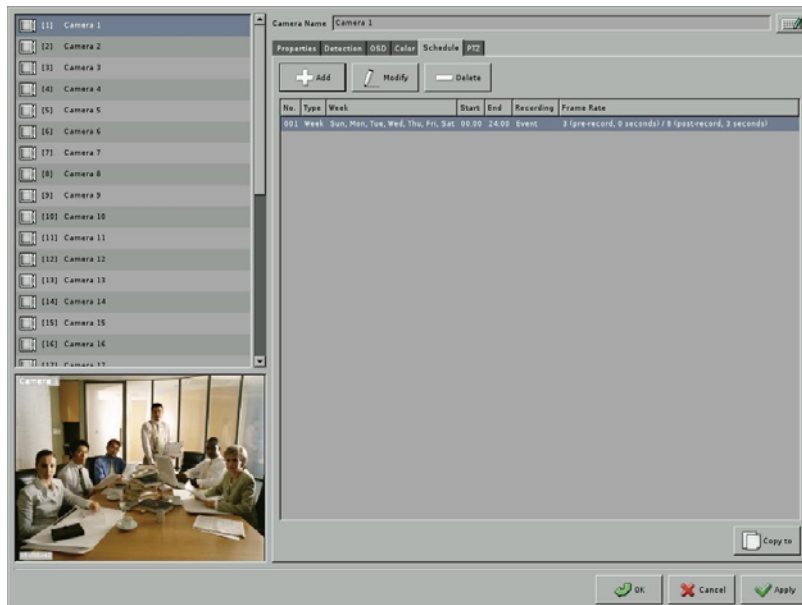 [1] Camera 1
[2] Camera 2
[3] Camera 3
[4] Camera 4
[5] Camera 5
[6] Camera 6
[7] Camera 7
[8] Camera 8
[9] Camera 9
[10] Camera 10
[11] Camera 11
[12] Camera 12
[13] Camera 13
[14] Camera 14
[15] Camera 15
[16] Camera 16
[17] Camera 17
Camera
Camera Name Camera 1
Properties Detection OSD Color Schedule PTZ
Add Modify Delete
No. Type Week Start End Recording Frame Rate
001 Week Sun, Mon, Tue, Wed, Thu, Fri, Sat 00:00 24:00 Event 3 (pre-record, 0 seconds) / 8 (post-record, 3 seconds)
Copy to
OK Cancel Apply